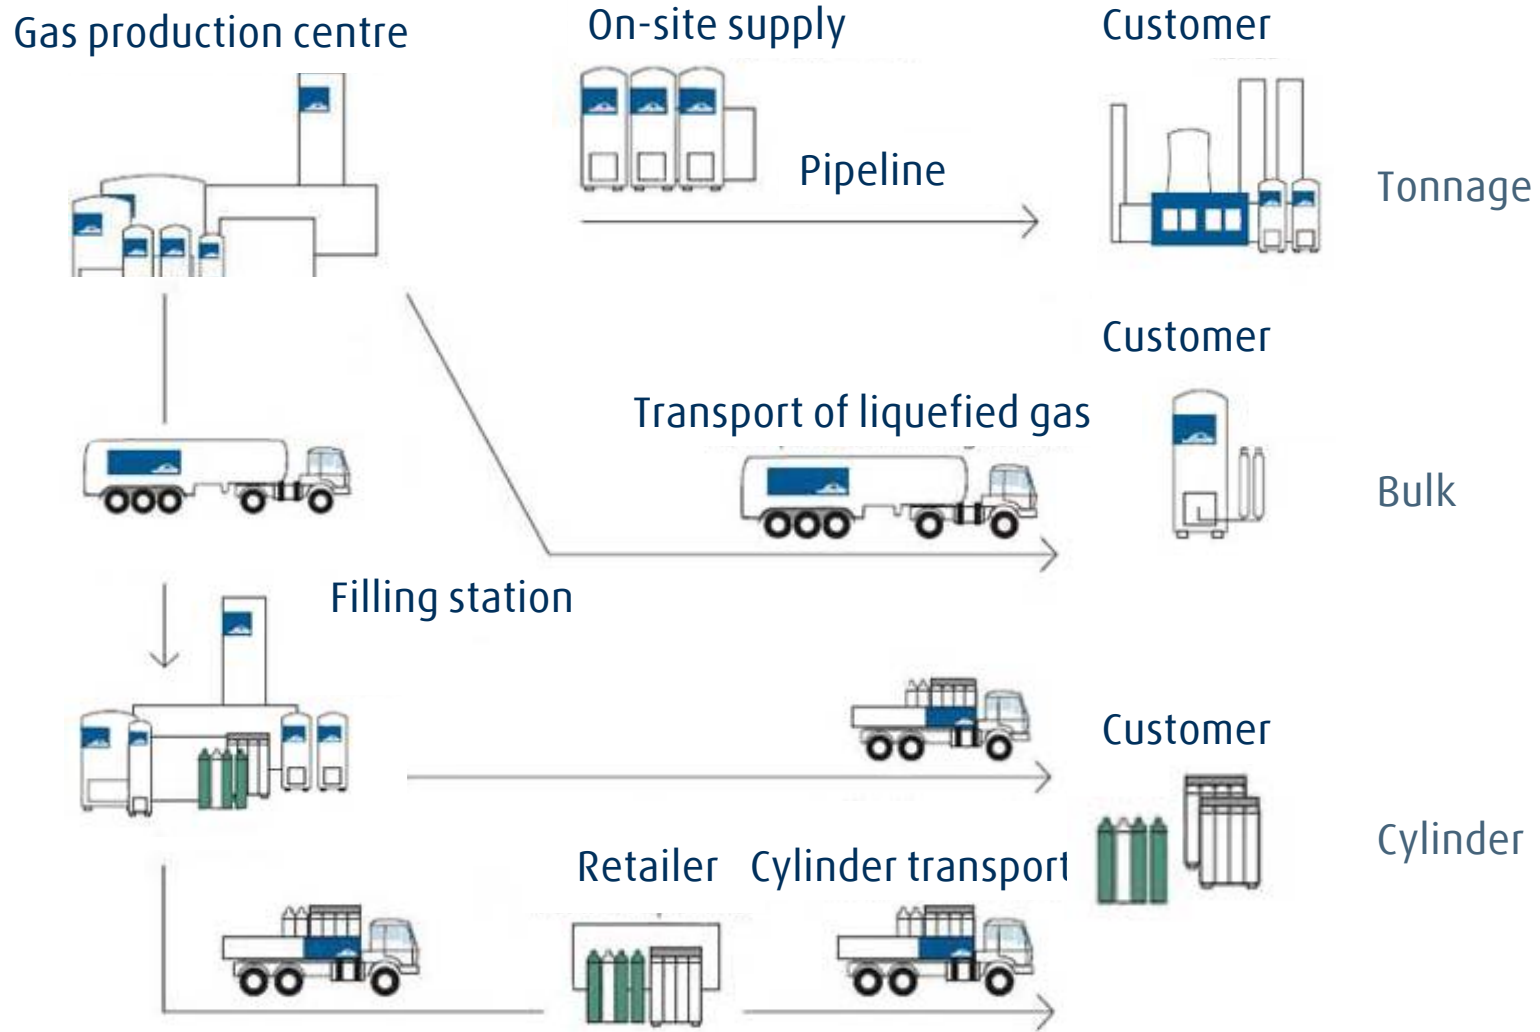 Gas production centre
On-site supply
Customer
Pipeline
Tonnage
Customer
Transport of liquefied gas
Bulk
Filling station
Customer
Cylinder
Retailer
Cylinder transport